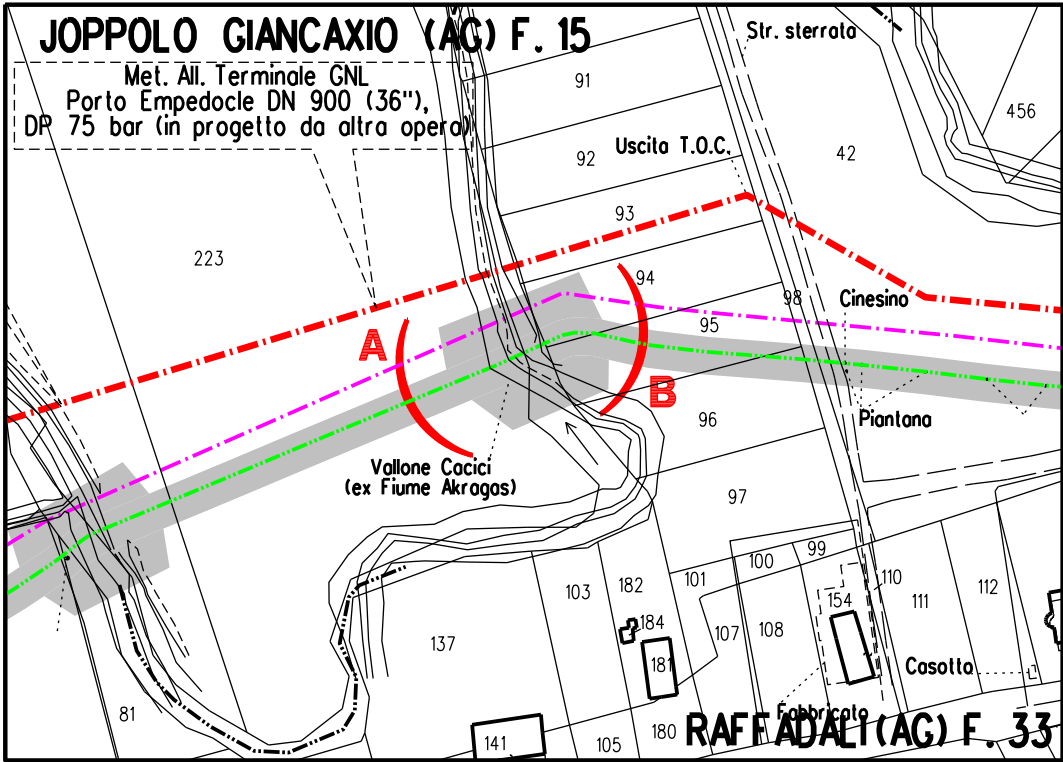 JOPPOLO GIANCAXIO (AG) F. 15
Met. All. Terminale GNL
Porto Empedocle DN 900 (36"),
DP 75 bar (in progetto da altra opera)
Str. sterrata
91
456
92
Uscita T.O.C.
42
93
223
94
98
Cinesino
95
A
B
96
Piantana
Vallone Cacici
(ex Fiume Akragas)
97
99
100
103
182
101
110
112
154
111
184
107
108
137
181
Casotta
81
Fabbricato
180
141
105
RAFFADALI (AG) F. 33